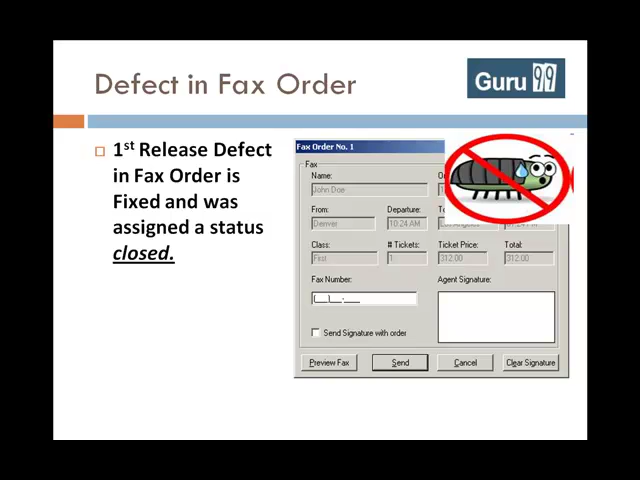 Defect in Fax Order
Guru 99
1st Release Defect
in Fax Order is
Fixed and was
assigned a status
closed.
Fax Order No. 1
Fax
Name:
John Doe
From:
Departure:
Denver
10:24 AM
Class:
# Tickets:
Ticket Price:
Total:
First
1
312.00
312.00
Fax Number:
Agent Signature:
(___)___-____
Send Signature with order
Preview Fax
Send
Cancel
Clear Signature